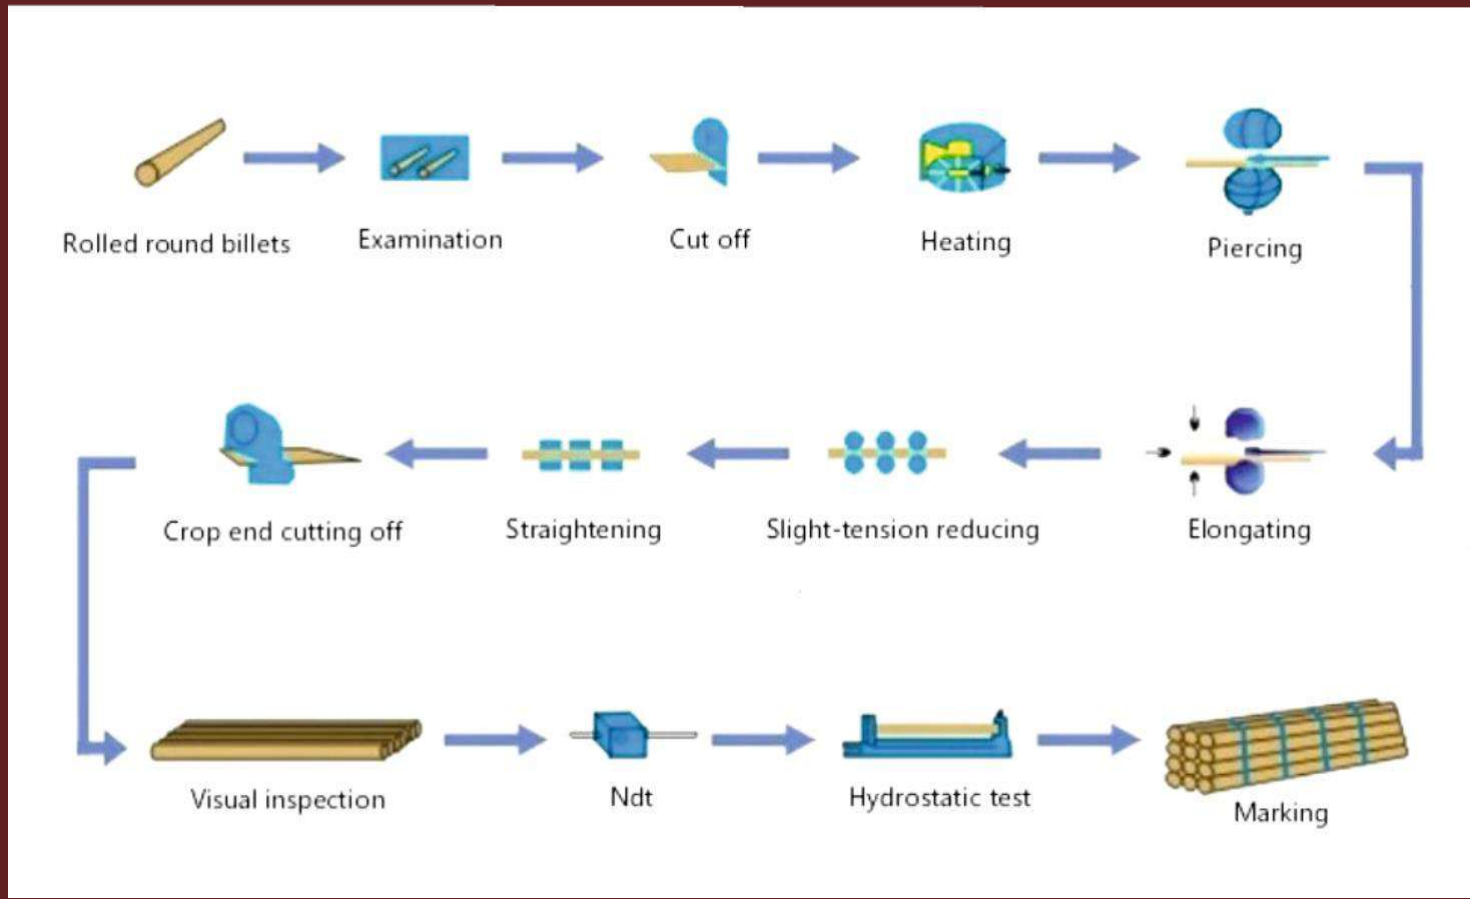 Rolled round billets
Examination
Cut off
Heating
Piercing
Elongating
Slight-tension reducing
Straightening
Crop end cutting off
Visual inspection
Ndt
Hydrostatic test
Marking